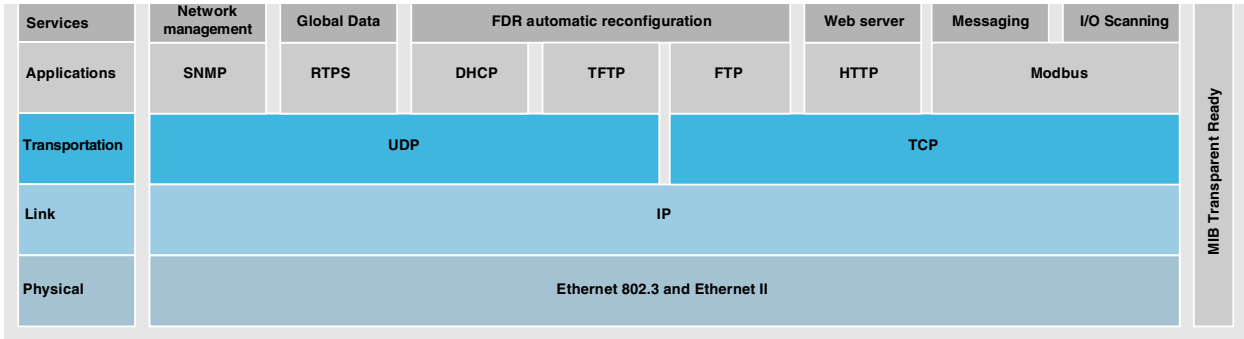 Services
Network
management
Global Data
FDR automatic reconfiguration
Web server
Messaging
I/O Scanning
Applications
SNMP
RTPS
DHCP
TFTP
FTP
HTTP
Modbus
Transportation
UDP
TCP
Link
IP
Physical
Ethernet 802.3 and Ethernet II
MIB Transparent Ready